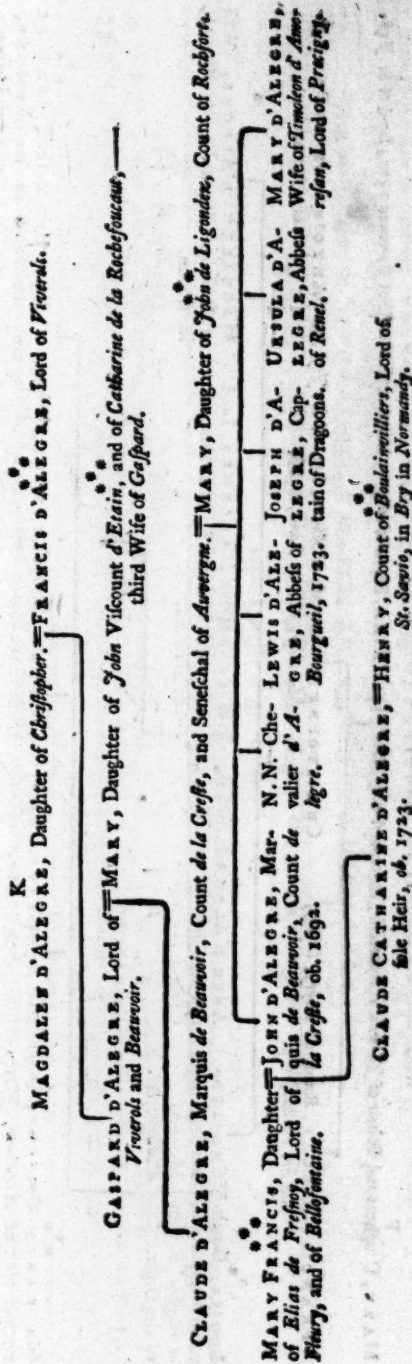 K
MAGDALEN D'ALEGRE, Daughter of Christopher. = FRANCIS D'ALEGRE, Lord of Viverols.
GASPARD D'ALEGRE, Lord of = MARY, Daughter of John Viscount d'Erain, and of Catharine de la Rochefoucaut, —
Viverols and Beauvoir.
third Wife of Gaspard.
CLAUDE D'ALEGRE, Marquis de Beauvoir, Count de la Creste, and Seneschal of Auvergne. = MARY, Daughter of John de Ligondez, Count of Rochfort.
MARY FRANCIS, Daughter = JOHN D'ALEGRE, Mar-
of Elias de Fresnoy, Lord of quis de Beauvoir, Count de
Fleury, and of Bellefontaine. la Creste, ob. 1692.
N. N. Che-
valier d'A-
legre.
LEWIS D'ALE-
GRE, Abbess of
Bourgueil, 1723.
JOSEPH D'A-
LEGRE, Cap-
tain of Dragoons.
URSULA D'A-
LEGRE, Abbess
of Renel.
MARY D'ALEGRE,
Wife of Timoleon d'Amo-
resan, Lord of Precigny.
CLAUDE CATHARINE D'ALEGRE, = HENRY, Count of Boulainvilliers, Lord of
sole Heir, ob. 1723.
St. Sevoio, in Bry in Normandy.